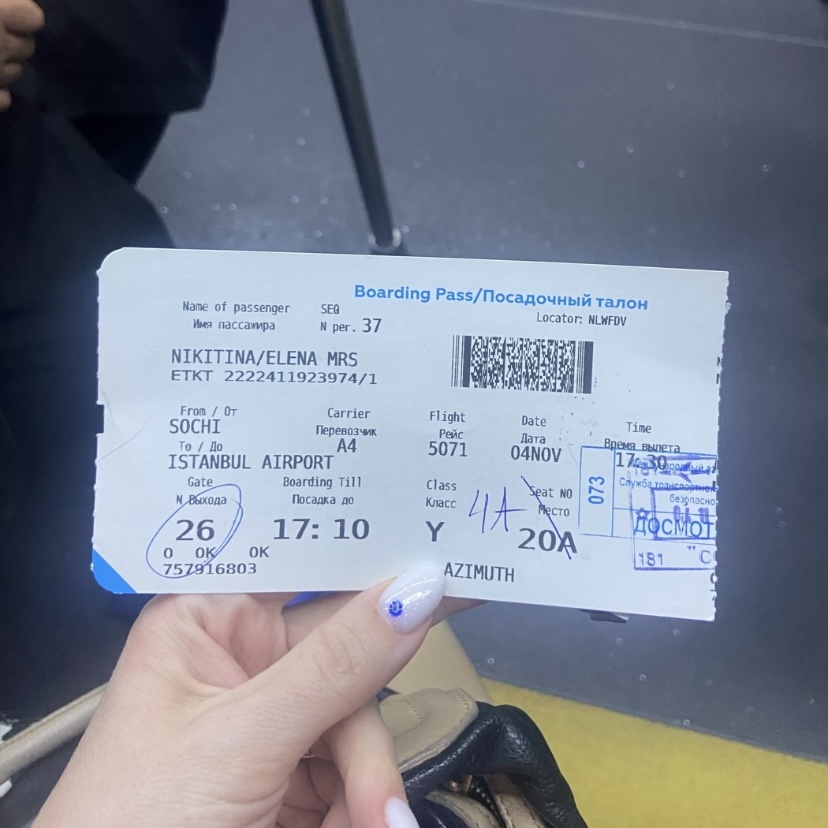 Boarding Pass/Посадочный талон
Name of passenger SEQ Locator: NLWFDV
Имя пассажира N рег. 37
NIKITINA/ELENA MRS
ETKT 2222411923974/1
From / От Carrier Flight Date Time
SOCHI Перевозчик Рейс Дата Время вылета
To / До A4 5071 04NOV 17:30
ISTANBUL AIRPORT
Gate Boarding Till Class Seat NO
N Выхода Посадка до Класс Место
26 17:10 Y 4A 20A
0 OK OK
757916803 AZIMUTH
073
Служба
ДОСМОТ
181 "С